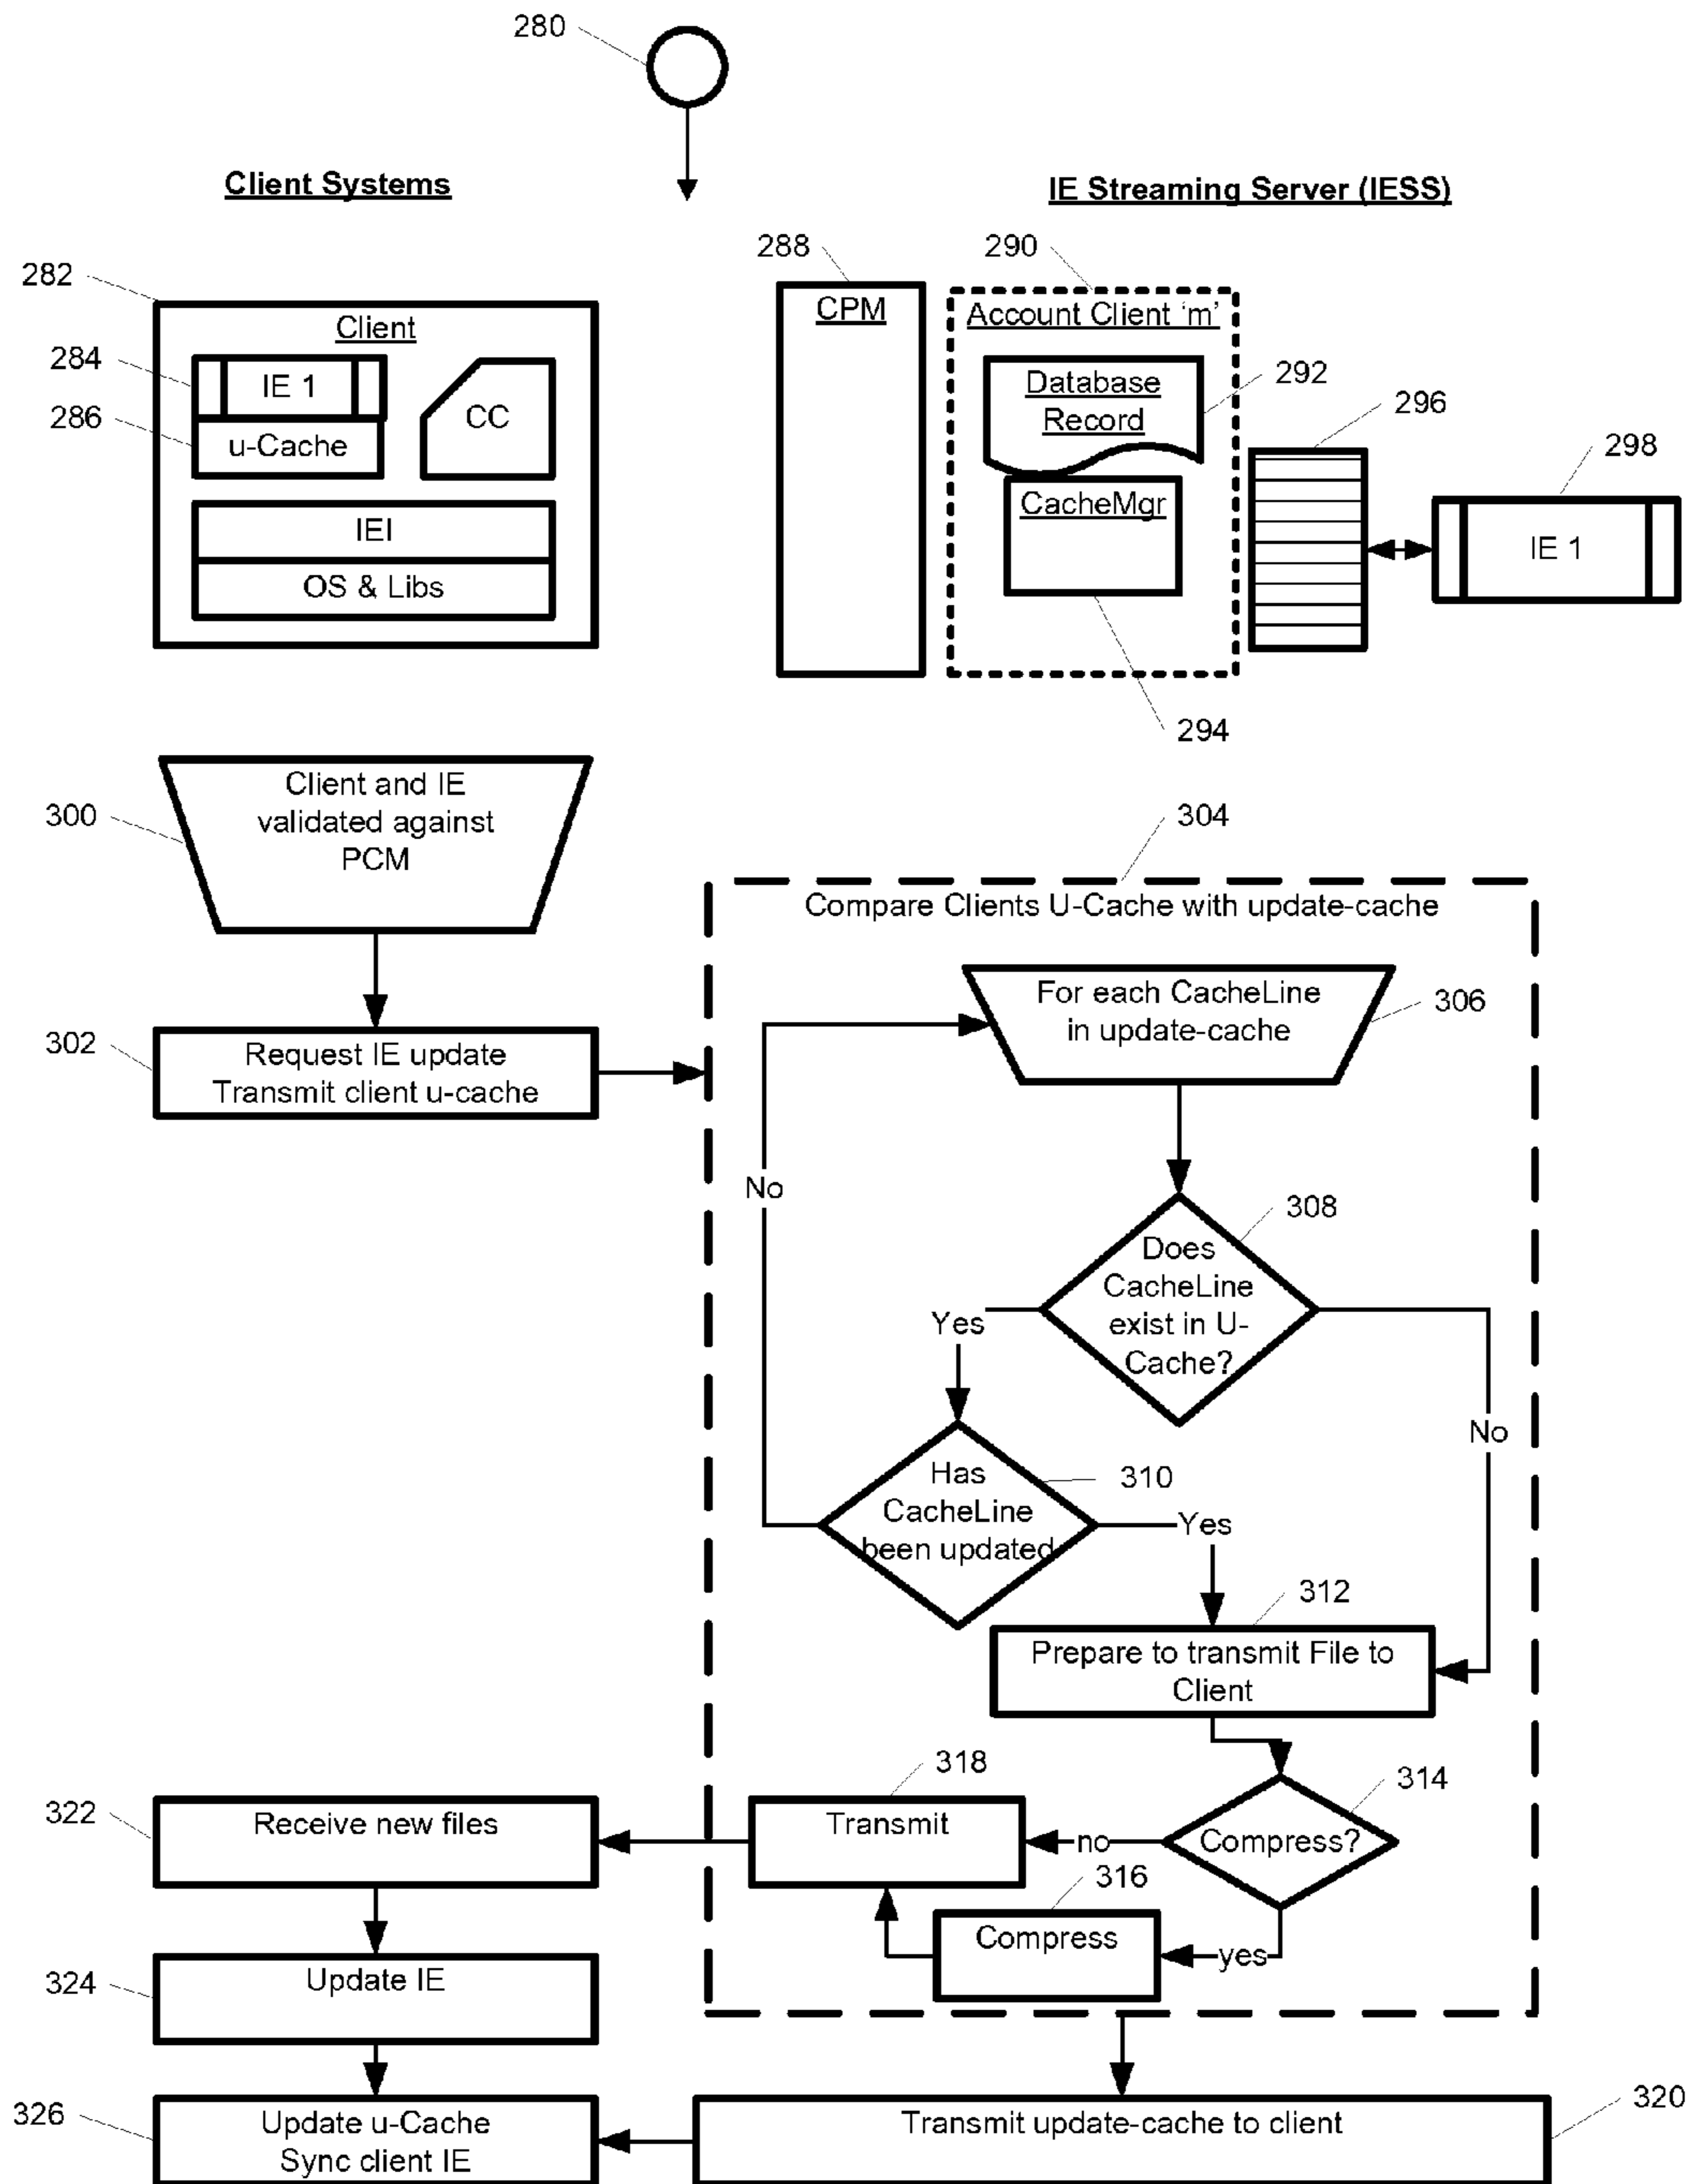 280
Client Systems
IE Streaming Server (IESS)
282
Client
284
IE 1
286
u-Cache
CC
IEI
OS & Libs
288
CPM
290
Account Client ‘m’
Database
Record
292
CacheMgr
294
296
298
IE 1
300
Client and IE
validated against
PCM
302
Request IE update
Transmit client u-cache
304
Compare Clients U-Cache with update-cache
For each CacheLine
in update-cache
306
No
308
Does
CacheLine
exist in U-
Cache?
Yes
No
310
Has
CacheLine
been updated
Yes
312
Prepare to transmit File to
Client
314
Compress?
no
yes
316
Compress
318
Transmit
322
Receive new files
324
Update IE
326
Update u-Cache
Sync client IE
Transmit update-cache to client
320